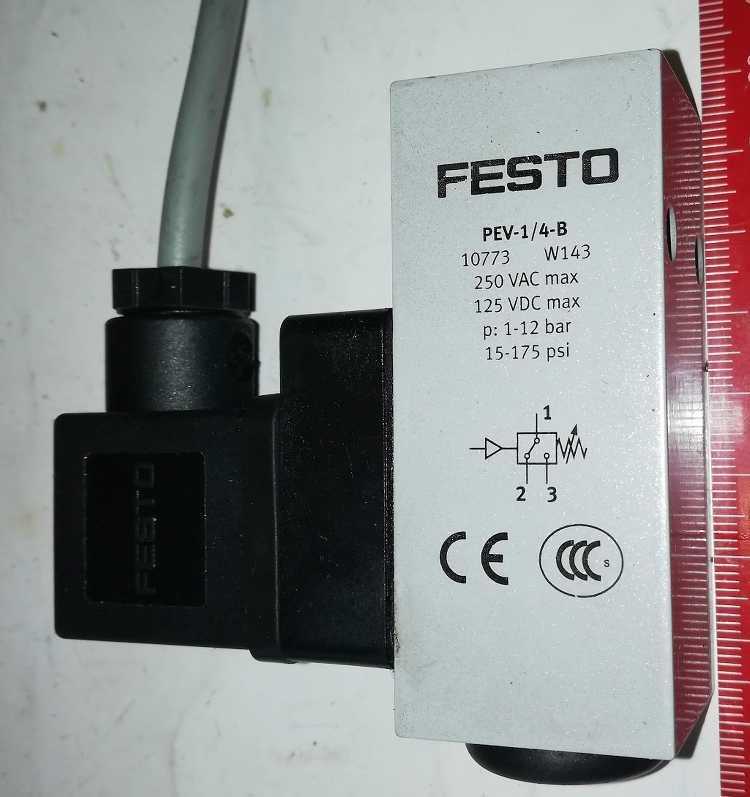 FESTO
PEV-1/4-B
10773 W143
250 VAC max
125 VDC max
p: 1-12 bar
15-175 psi
1
2 3
CE CCC S
FESTO